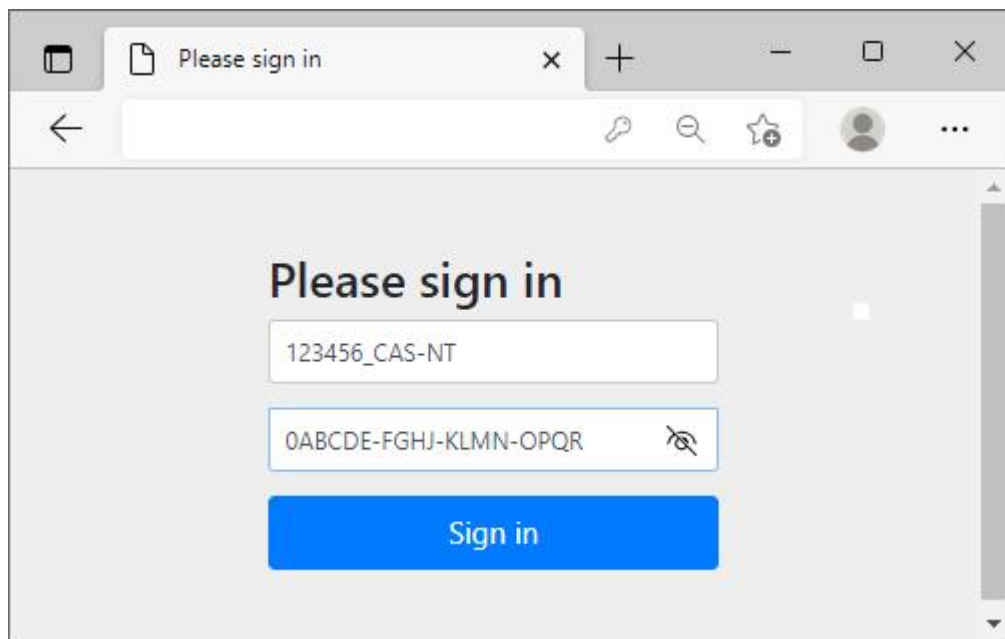 Please sign in
Please sign in
123456_CAS-NT
0ABCDE-FGHJ-KLMN-OPQR
Sign in